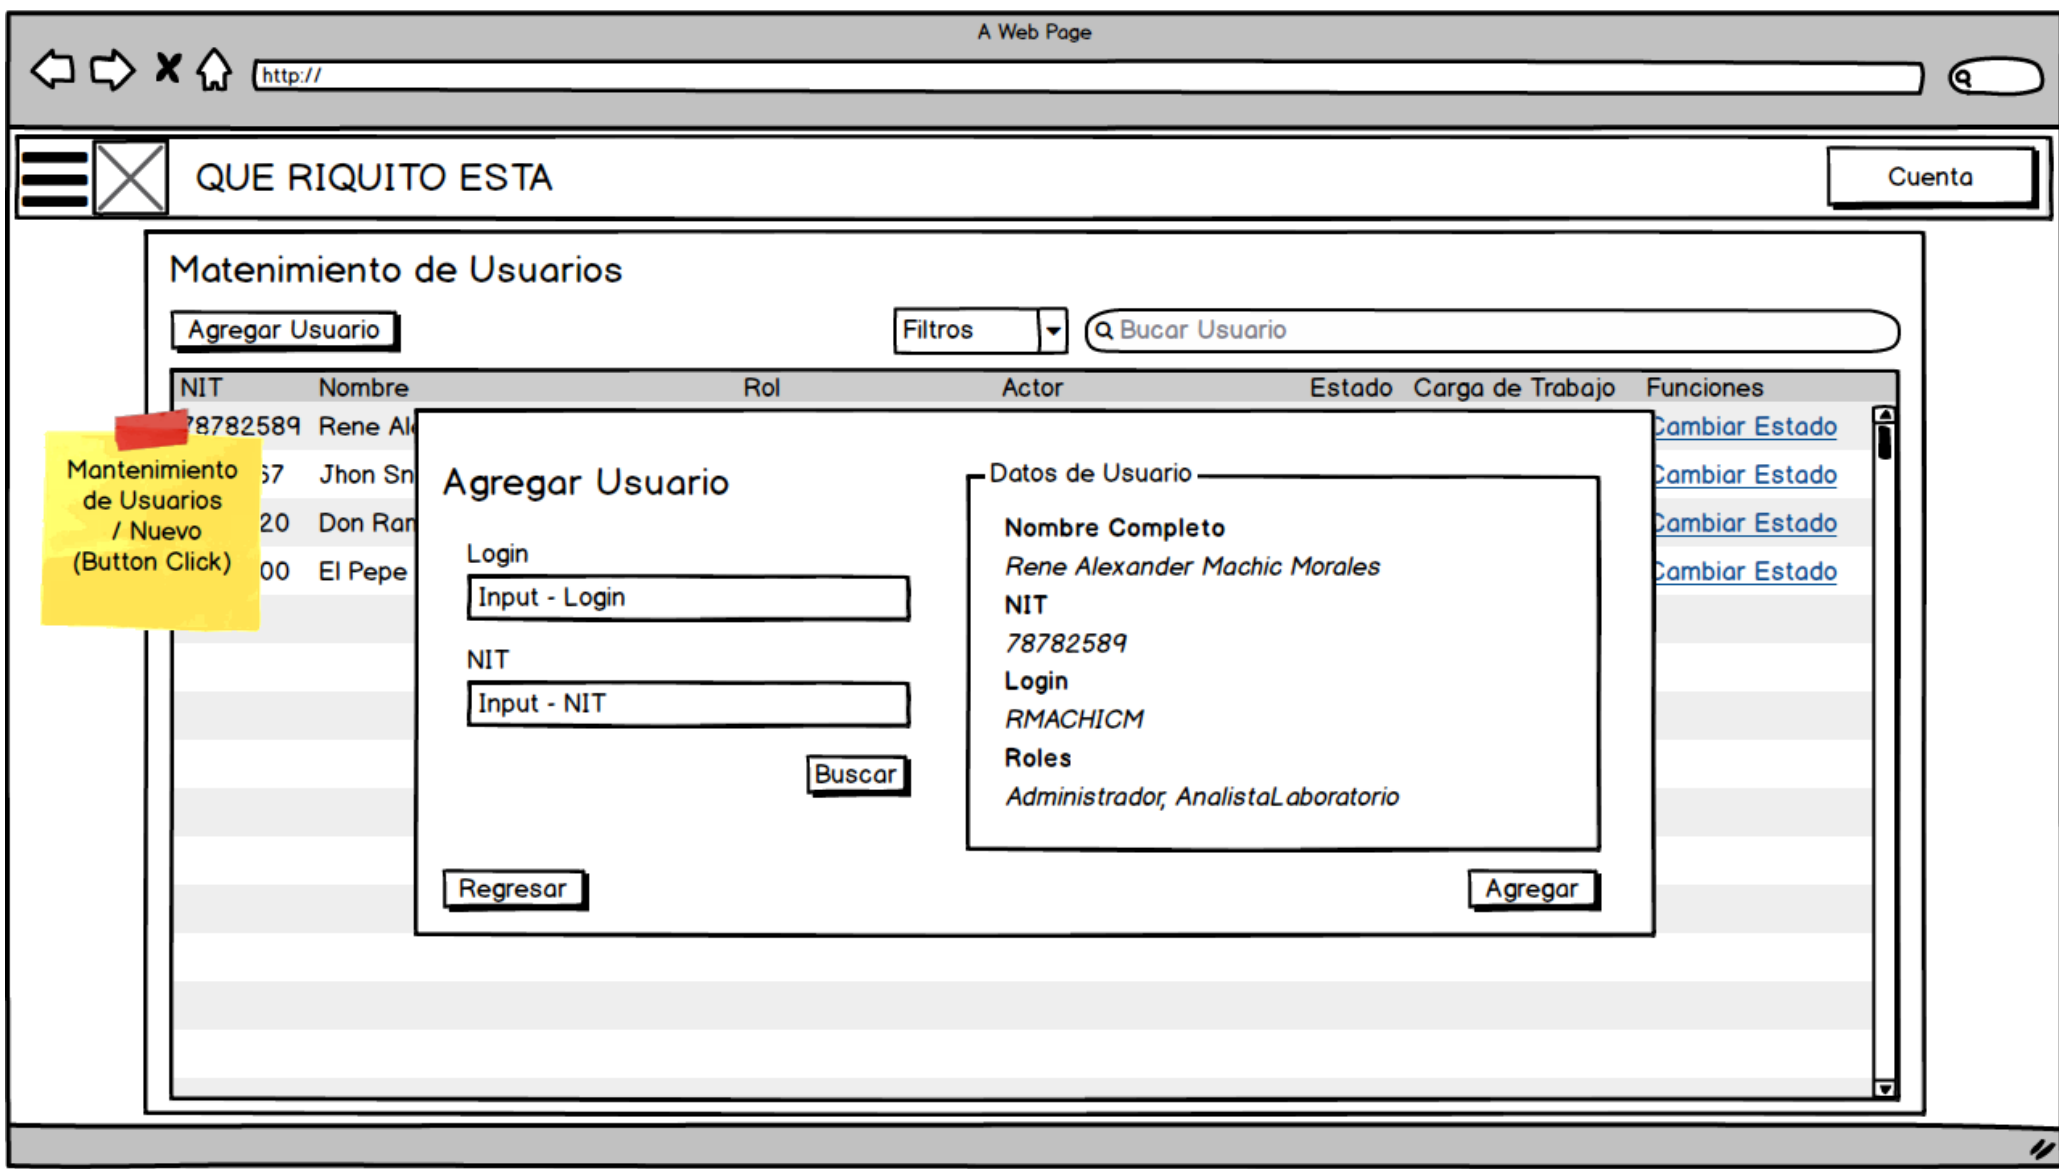 A Web Page
http://
QUE RIQUITO ESTA
Cuenta
Matenimiento de Usuarios
Agregar Usuario
Filtros
Bucar Usuario
NIT Nombre Rol Actor Estado Carga de Trabajo Funciones
78782589 Rene Al Cambiar Estado
67 Jhon Sn Cambiar Estado
20 Don Ram Cambiar Estado
00 El Pepe Cambiar Estado
Mantenimiento
de Usuarios
/ Nuevo
(Button Click)
Agregar Usuario
Login
Input - Login
NIT
Input - NIT
Buscar
Regresar
Datos de Usuario
Nombre Completo
Rene Alexander Machic Morales
NIT
78782589
Login
RMACHICM
Roles
Administrador, AnalistaLaboratorio
Agregar